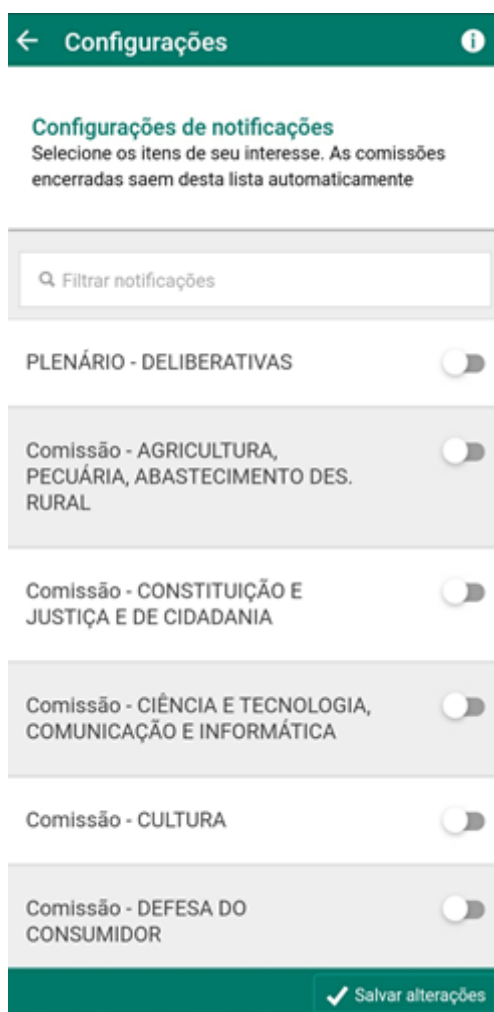 Configurações
Configurações de notificações
Selecione os itens de seu interesse. As comissões
encerradas saem desta lista automaticamente
Filtrar notificações
PLENÁRIO - DELIBERATIVAS
Comissão - AGRICULTURA,
PECUÁRIA, ABASTECIMENTO DES.
RURAL
Comissão - CONSTITUIÇÃO E
JUSTIÇA E DE CIDADANIA
Comissão - CIÊNCIA E TECNOLOGIA,
COMUNICAÇÃO E INFORMÁTICA
Comissão - CULTURA
Comissão - DEFESA DO
CONSUMIDOR
Salvar alterações